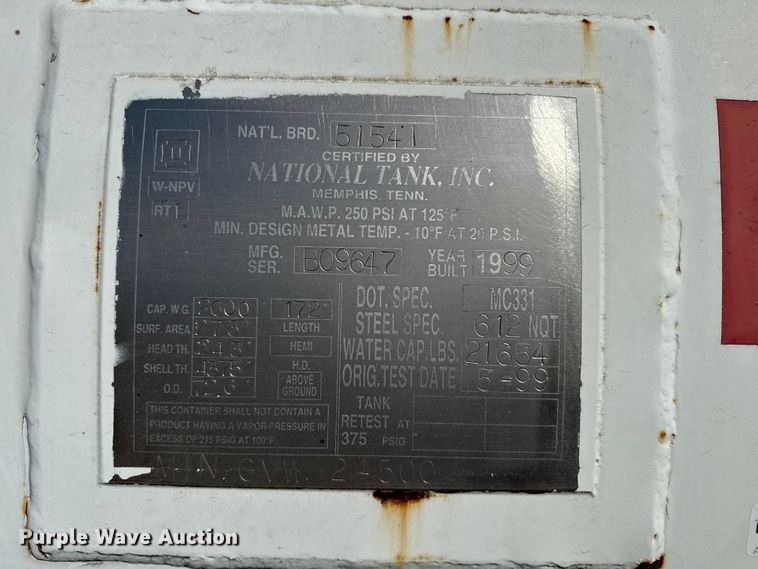 NAT'L. BRD. 51541
CERTIFIED BY
NATIONAL TANK, INC.
MEMPHIS, TENN.
U
W-NPV
RT1
M.A.W.P. 250 PSI AT 125°F
MIN. DESIGN METAL TEMP. - 10°F AT 20 P.S.I.
MFG. SER. B09647 YEAR BUILT 1999
CAP. W.G. 2600 172" LENGTH
SURF. AREA
HEAD TH. HEMI H.D.
SHELL TH.
O.D. ABOVE GROUND
DOT. SPEC. MC331
STEEL SPEC. 612 NQT
WATER CAP. LBS. 21654
ORIG. TEST DATE 5-99
TANK
RETEST AT
375 PSIG
THIS CONTAINER SHALL NOT CONTAIN A
PRODUCT HAVING A VAPOR-PRESSURE IN
EXCESS OF 215 PSIG AT 100°F
MIN. GVW. 24500
Purple Wave Auction